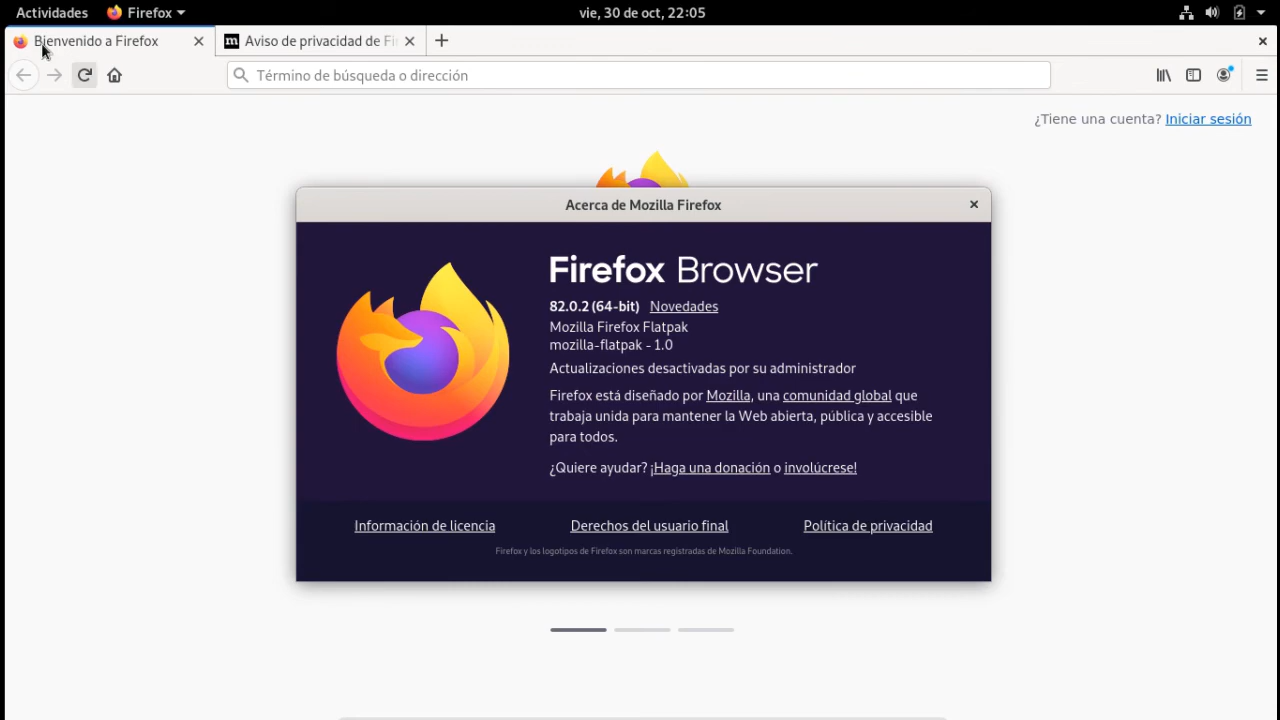 Actividades Firefox vie, 30 de oct, 22:05
Bienvenido a Firefox Aviso de privacidad de Fi
Término de búsqueda o dirección
¿Tiene una cuenta? Iniciar sesión
Acerca de Mozilla Firefox
Firefox Browser
82.0.2 (64-bit) Novedades
Mozilla Firefox Flatpak
mozilla-flatpak - 1.0
Actualizaciones desactivadas por su administrador
Firefox está diseñado por Mozilla, una comunidad global que
trabaja unida para mantener la Web abierta, pública y accesible
para todos.
¿Quiere ayudar? ¡Haga una donación o involúcrese!
Información de licencia Derechos del usuario final Política de privacidad
Firefox y los logotipos de Firefox son marcas registradas de Mozilla Foundation.